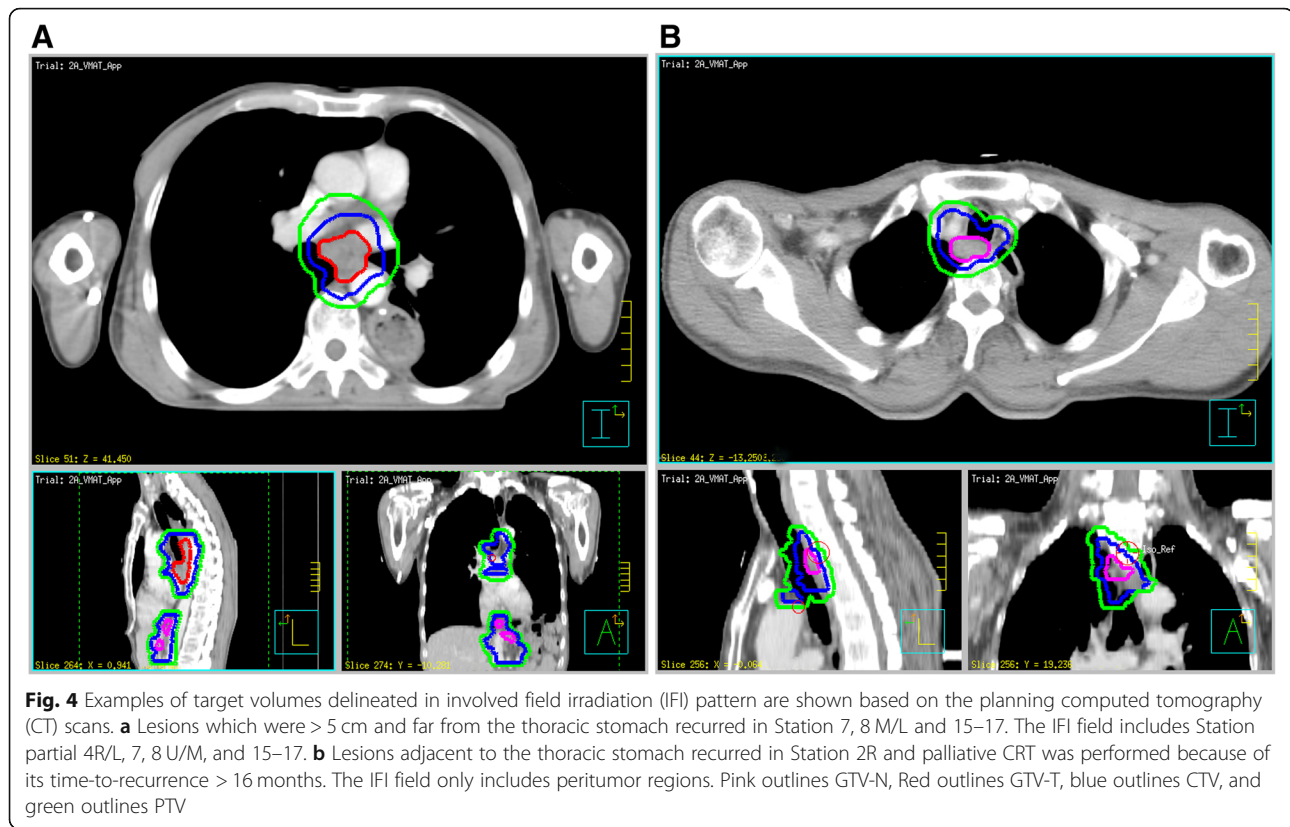 A
B
Trial: 2A_VMAT_App
Slice 51: Z = 41.450
I
Trial: 2A_VMAT_App
Slice 264: X = 0.941
L
Trial: 2A_VMAT_App
Slice 274: Y = -10.281
A
Trial: 2A_VMAT_App
Slice 44: Z = -13.250
I
Trial: 2A_VMAT_App
Slice 256: X = -0.064
L
Trial: 2A_VMAT_App
Iso_Ref
Slice 256: Y = 19.236
A
Fig. 4 Examples of target volumes delineated in involved field irradiation (IFI) pattern are shown based on the planning computed tomography
(CT) scans. a Lesions which were > 5 cm and far from the thoracic stomach recurred in Station 7, 8 M/L and 15–17. The IFI field includes Station
partial 4R/L, 7, 8 U/M, and 15–17. b Lesions adjacent to the thoracic stomach recurred in Station 2R and palliative CRT was performed because of
its time-to-recurrence > 16 months. The IFI field only includes peritumor regions. Pink outlines GTV-N, Red outlines GTV-T, blue outlines CTV, and
green outlines PTV